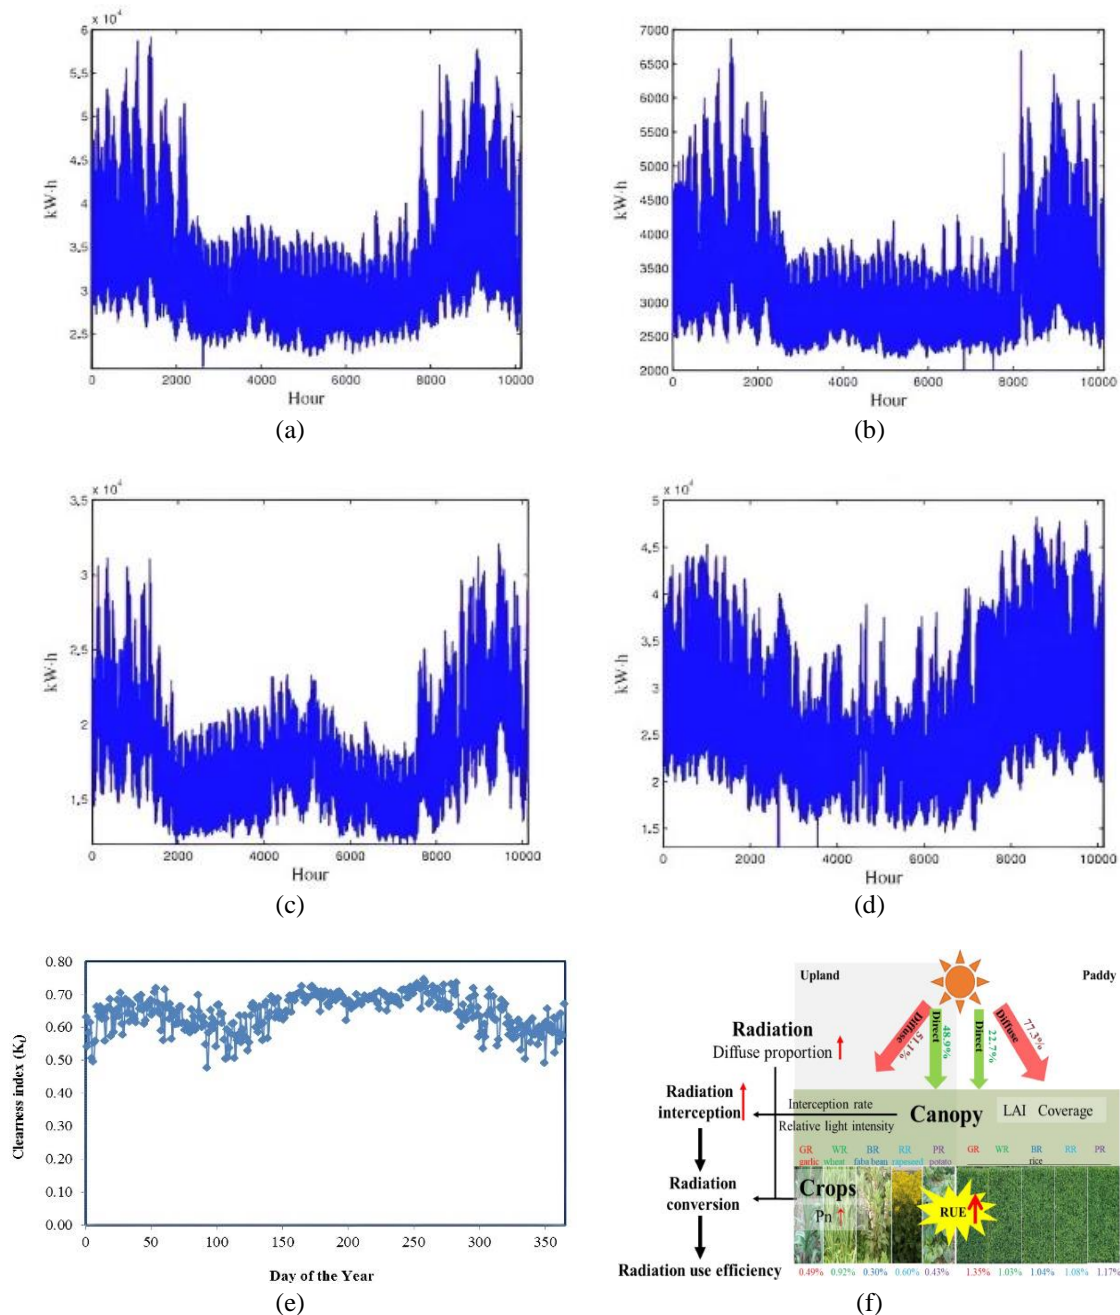 x 10^4
6
5.5
5
4.5
4
3.5
3
2.5
kW·h
0 2000 4000 6000 8000 10000
Hour
(a)
7000
6500
6000
5500
5000
4500
4000
3500
3000
2500
2000
kW·h
0 2000 4000 6000 8000 10000
Hour
(b)
x 10^4
3.5
3
2.5
2
1.5
kW·h
0 2000 4000 6000 8000 10000
Hour
(c)
x 10^4
5
4.5
4
3.5
3
2.5
2
1.5
kW·h
0 2000 4000 6000 8000 10000
Hour
(d)
0.80
0.70
0.60
0.50
0.40
0.30
0.20
0.10
0.00
Clearness index (Kt)
0 50 100 150 200 250 300 350
Day of the Year
(e)
Upland Paddy
Diffuse 51.1%
Direct 48.9%
Direct 22.7%
Diffuse 77.3%
Radiation
Diffuse proportion
Radiation
interception
Interception rate
Relative light intensity
Canopy
LAI Coverage
GR WR BR RR PR GR WR BR RR PR
garlic wheat faba bean rapeseed potato rice
Radiation
conversion
Crops
Pn
RUE
Radiation use efficiency
0.49% 0.92% 0.30% 0.60% 0.43% 1.35% 1.03% 1.04% 1.08% 1.17%
(f)